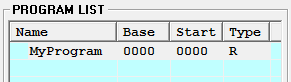 PROGRAM LIST
Name Base Start Type
MyProgram 0000 0000 R